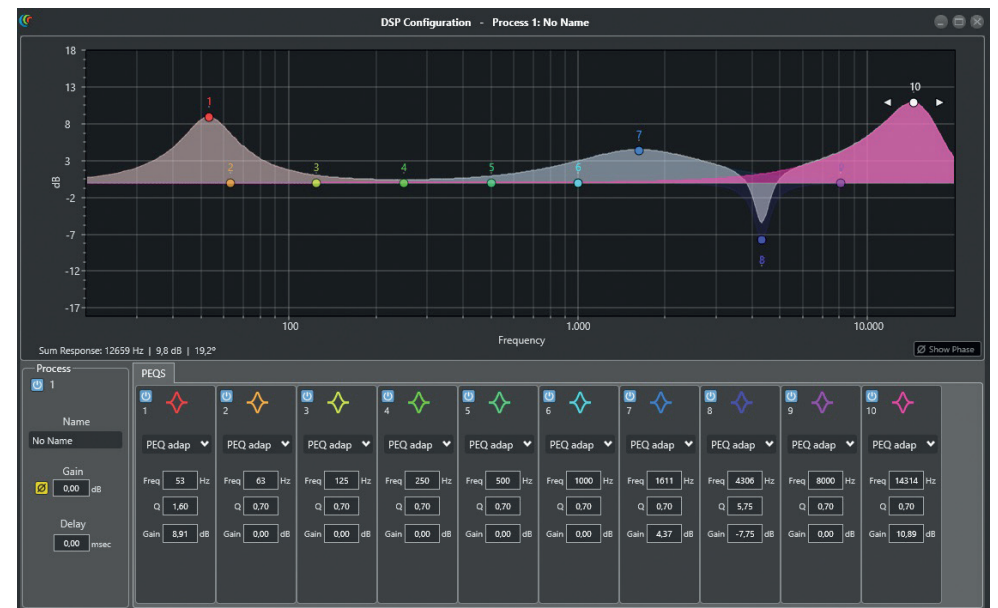 DSP Configuration - Process 1: No Name
18
13
8
3
-2
-7
-12
-17
dB
1
2
3
4
5
6
7
8
10
100
1.000
10.000
Frequency
Sum Response: 12659 Hz | 9,8 dB | 19,2°
Ø Show Phase
Process
1
Name
No Name
Gain
Ø 0,00 dB
Delay
0,00 msec
PEQS
1 2 3 4 5 6 7 8 9 10
PEQ adap PEQ adap PEQ adap PEQ adap PEQ adap PEQ adap PEQ adap PEQ adap PEQ adap PEQ adap
Freq 53 Hz Freq 63 Hz Freq 125 Hz Freq 250 Hz Freq 500 Hz Freq 1000 Hz Freq 1611 Hz Freq 4306 Hz Freq 8000 Hz Freq 14314 Hz
Q 1,60 Q 0,70 Q 0,70 Q 0,70 Q 0,70 Q 0,70 Q 0,70 Q 5,75 Q 0,70 Q 0,70
Gain 8,91 dB Gain 0,00 dB Gain 0,00 dB Gain 0,00 dB Gain 0,00 dB Gain 0,00 dB Gain 4,37 dB Gain -7,75 dB Gain 0,00 dB Gain 10,89 dB